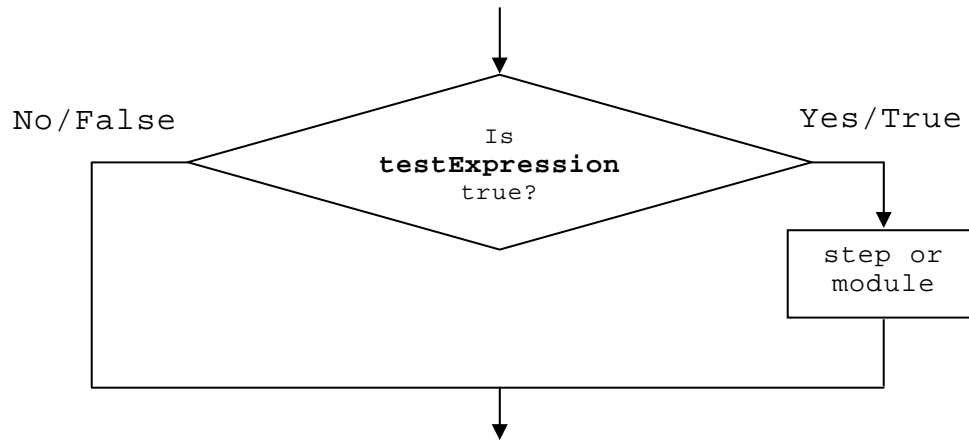 No/False
Yes/True
Is
testExpression
true?
step or
module